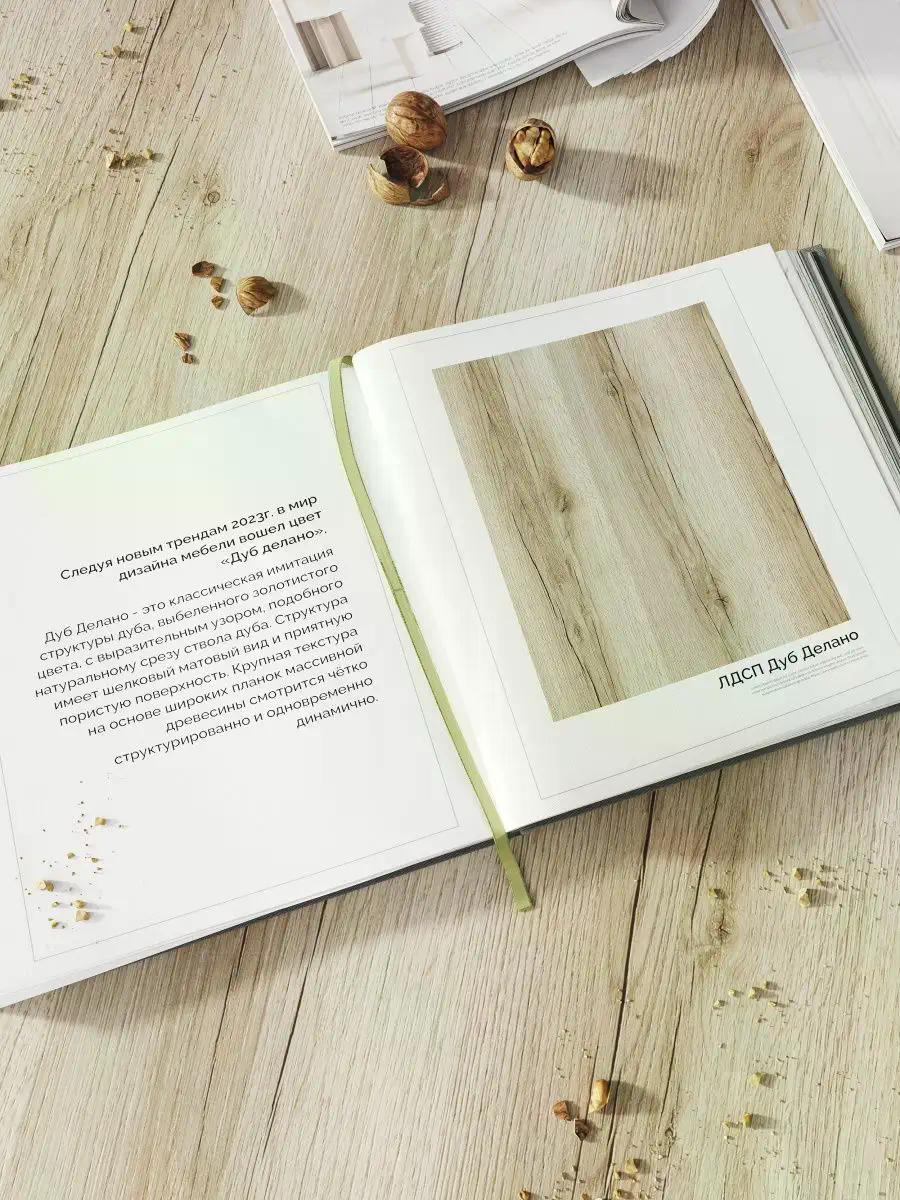 Следуя новым трендам 2023г. в мир
дизайна мебели вошел цвет
«Дуб делано».
Дуб Делано - это классическая имитация
структуры дуба, выбеленного золотистого
цвета, с выразительным узором, подобного
натуральному срезу ствола дуба. Структура
имеет шелковый матовый вид и приятную
пористую поверхность. Крупная текстура
на основе широких планок массивной
древесины смотрится чётко
структурированно и одновременно
динамично.
ЛДСП Дуб Делано